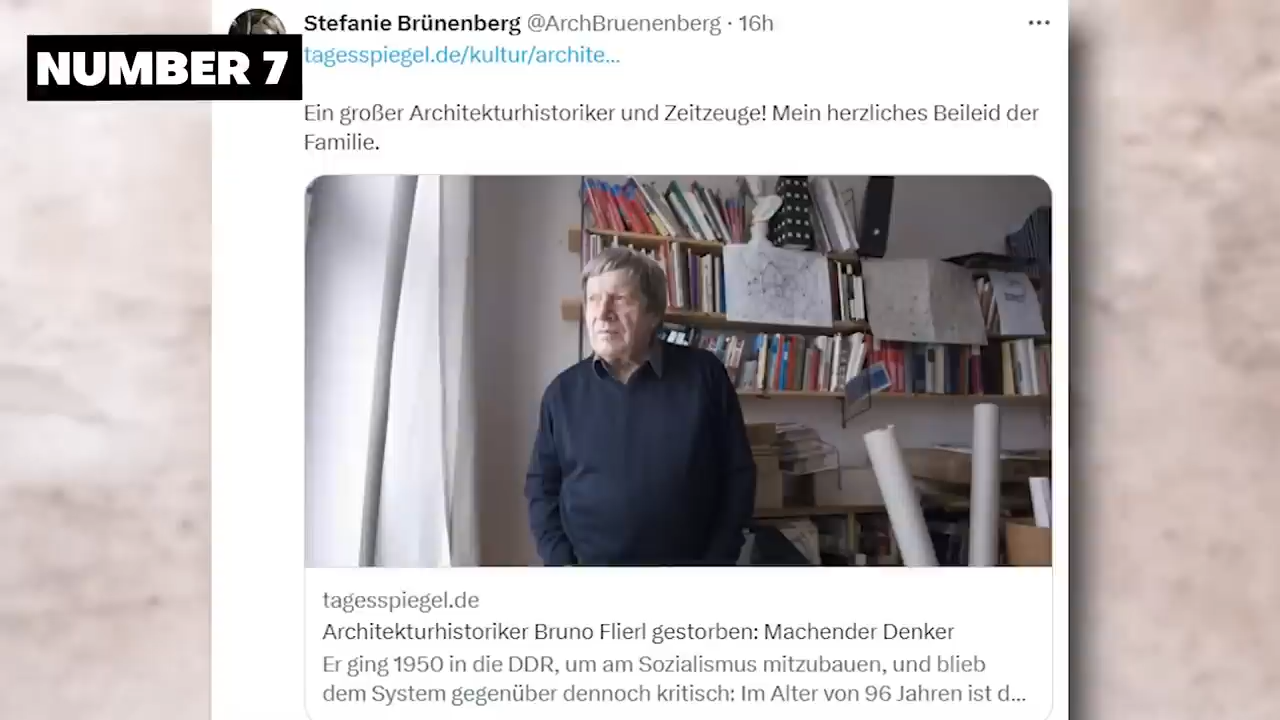 Stefanie Brünenberg @ArchBruenenberg · 16h
NUMBER 7
tagesspiegel.de/kultur/archite...
Ein großer Architekturhistoriker und Zeitzeuge! Mein herzliches Beileid der
Familie.
tagesspiegel.de
Architekturhistoriker Bruno Flierl gestorben: Machender Denker
Er ging 1950 in die DDR, um am Sozialismus mitzubauen, und blieb
dem System gegenüber dennoch kritisch: Im Alter von 96 Jahren ist d...